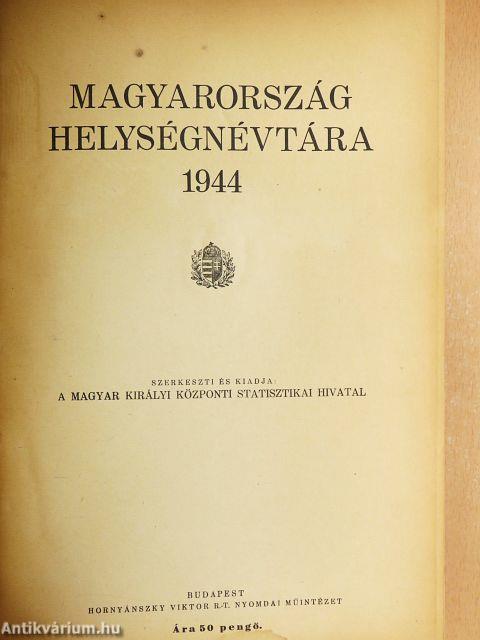 MAGYARORSZÁG
HELYSÉGNÉVTÁRA
1944
SZERKESZTI ÉS KIADJA:
A MAGYAR KIRÁLYI KÖZPONTI STATISZTIKAI HIVATAL
BUDAPEST
HORNYÁNSZKY VIKTOR R.-T. NYOMDAI MŰINTÉZET
Ára 50 pengő.
Antikvárium.hu